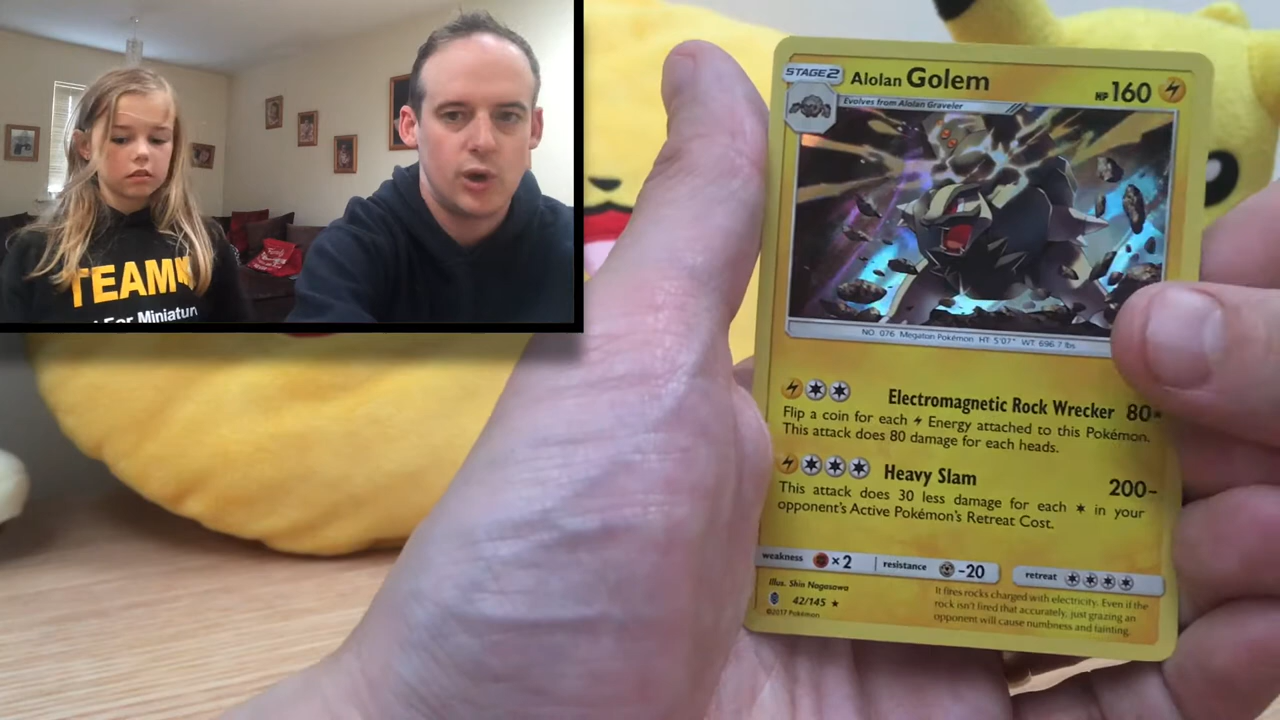 TEAM
For Miniature
STAGE2
Alolan Golem
HP 160
Evolves from Alolan Graveler
NO. 076 Megaton Pokémon HT: 5'07" WT: 696.7 lbs.
Electromagnetic Rock Wrecker 80×
Flip a coin for each Energy attached to this Pokémon.
This attack does 80 damage for each heads.
Heavy Slam 200-
This attack does 30 less damage for each in your
opponent's Active Pokémon's Retreat Cost.
weakness ×2 resistance -20 retreat
Illus. Shin Nagasawa
42/145 ★
©2017 Pokémon
It fires rocks charged with electricity. Even if the
rock isn't fired that accurately, just grazing an
opponent will cause numbness and fainting.